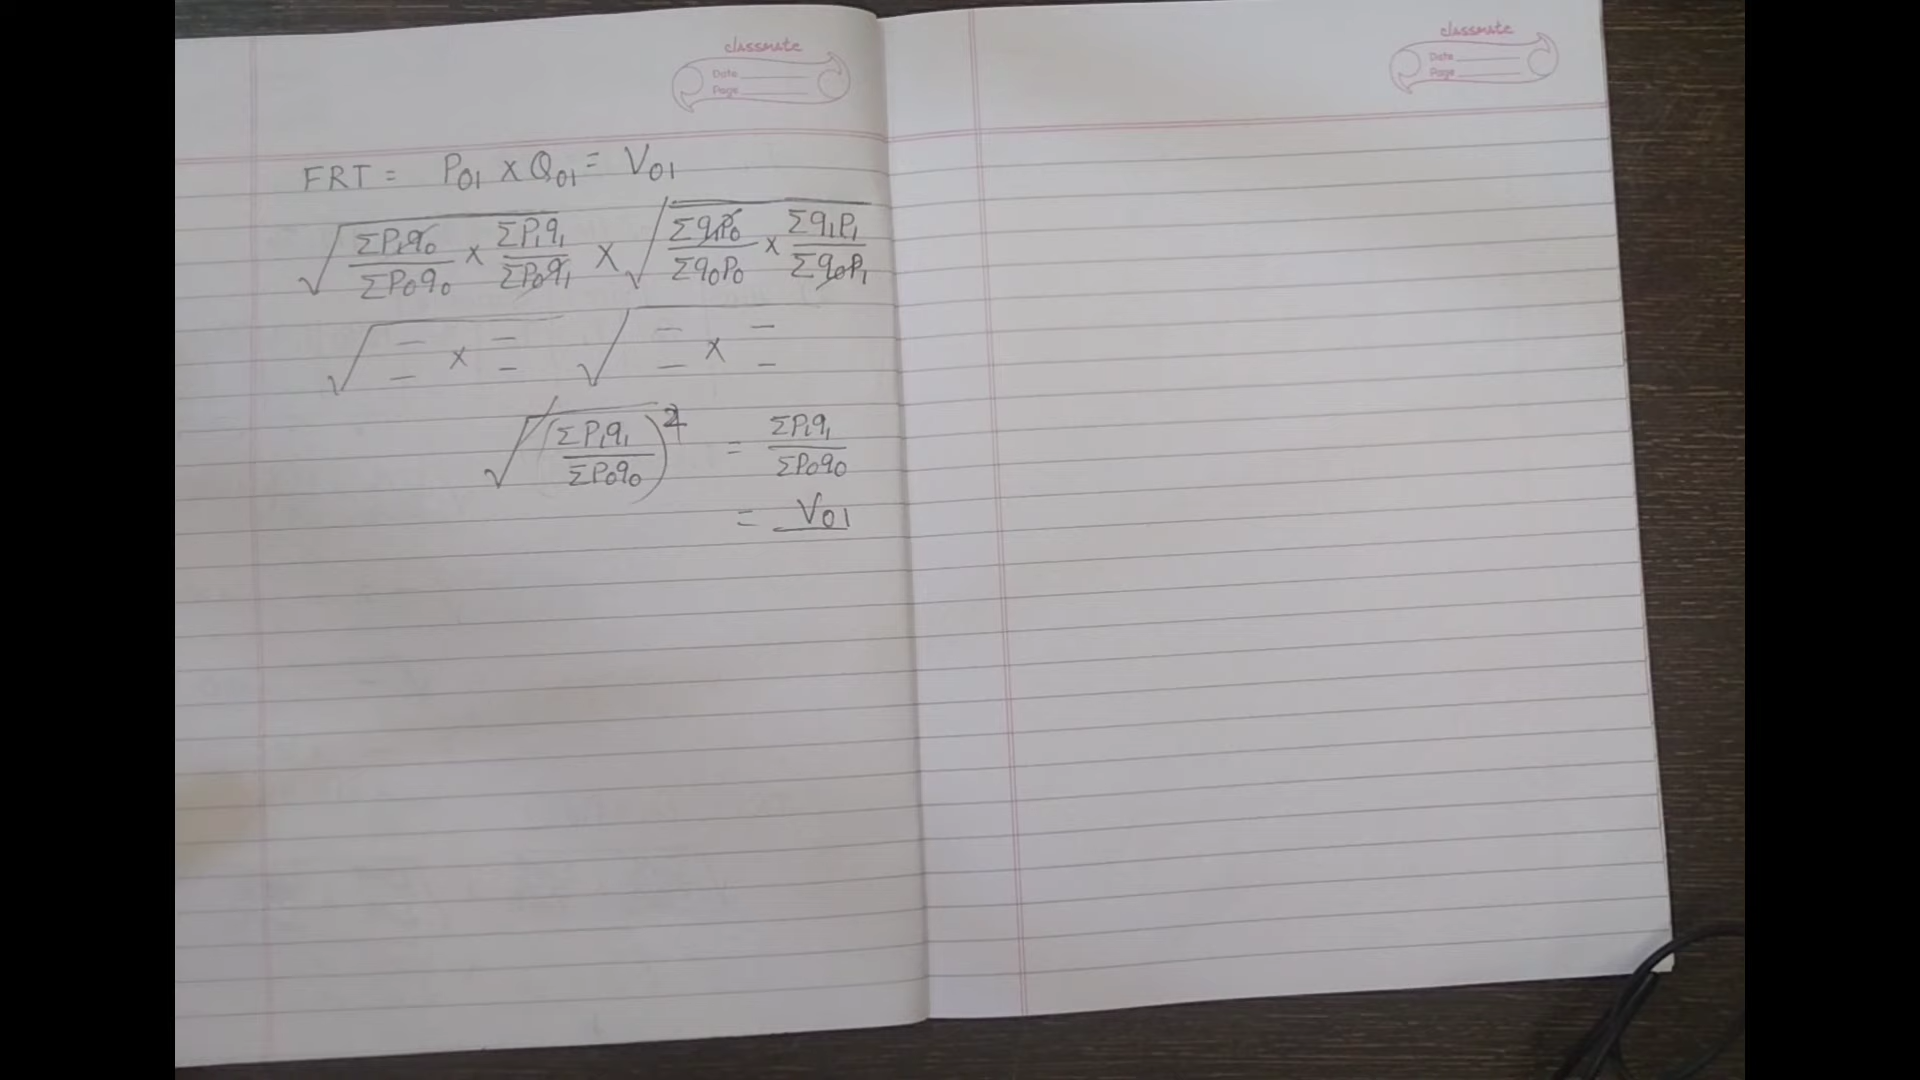 classmate
Date
Page
FRT = P01 x Q01 = V01
√(ΣP1q0/ΣP0q0 x ΣP1q1/ΣP0q1) x √(Σq1P0/Σq0P0 x Σq1P1/Σq0P1)
√(— x —) √(— x —)
√(ΣP1q1/ΣP0q0)^2 = ΣP1q1/ΣP0q0
= V01
classmate
Date
Page